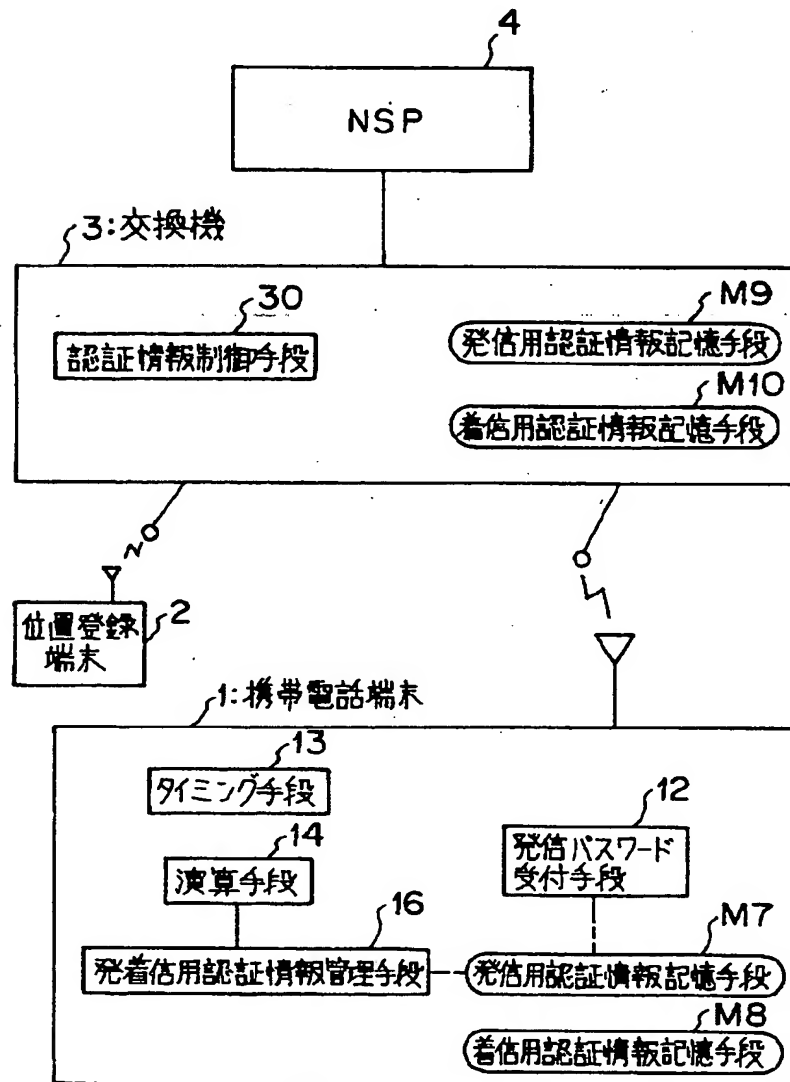 4
NSP
3:交換機
30
認証情報制御手段
M9
発信用認証情報記憶手段
M10
着信用認証情報記憶手段
位置登録
端末
2
1:携帯電話端末
13
タイミング手段
14
演算手段
12
発信パスワード
受付手段
16
発着信用認証情報管理手段
M7
発信用認証情報記憶手段
M8
着信用認証情報記憶手段